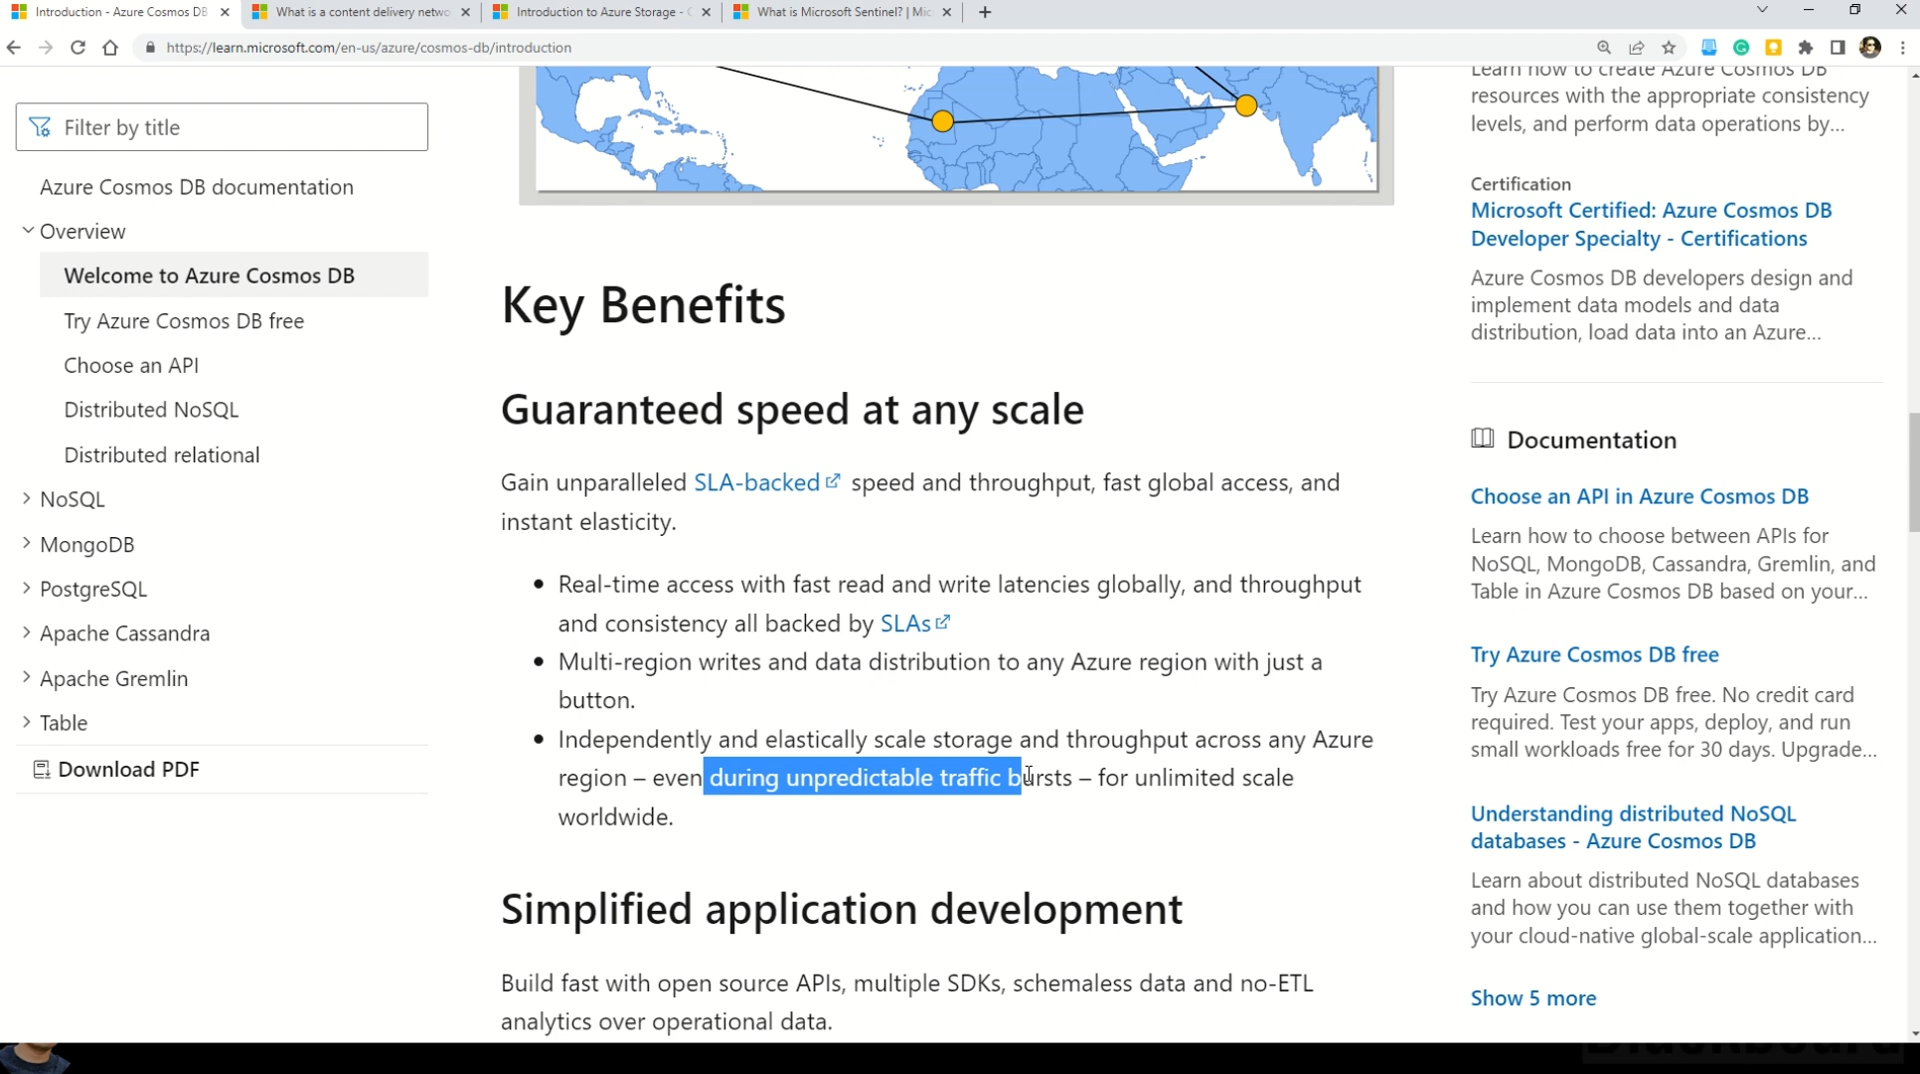 Introduction - Azure Cosmos DB
What is a content delivery netwo
Introduction to Azure Storage - C
What is Microsoft Sentinel? | Mic
https://learn.microsoft.com/en-us/azure/cosmos-db/introduction
Filter by title
Azure Cosmos DB documentation
Overview
Welcome to Azure Cosmos DB
Try Azure Cosmos DB free
Choose an API
Distributed NoSQL
Distributed relational
NoSQL
MongoDB
PostgreSQL
Apache Cassandra
Apache Gremlin
Table
Download PDF
Key Benefits
Guaranteed speed at any scale
Gain unparalleled SLA-backed speed and throughput, fast global access, and
instant elasticity.
• Real-time access with fast read and write latencies globally, and throughput
and consistency all backed by SLAs
• Multi-region writes and data distribution to any Azure region with just a
button.
• Independently and elastically scale storage and throughput across any Azure
region – even during unpredictable traffic bursts – for unlimited scale
worldwide.
Simplified application development
Build fast with open source APIs, multiple SDKs, schemaless data and no-ETL
analytics over operational data.
Learn how to create Azure Cosmos DB
resources with the appropriate consistency
levels, and perform data operations by...
Certification
Microsoft Certified: Azure Cosmos DB
Developer Specialty - Certifications
Azure Cosmos DB developers design and
implement data models and data
distribution, load data into an Azure...
Documentation
Choose an API in Azure Cosmos DB
Learn how to choose between APIs for
NoSQL, MongoDB, Cassandra, Gremlin, and
Table in Azure Cosmos DB based on your...
Try Azure Cosmos DB free
Try Azure Cosmos DB free. No credit card
required. Test your apps, deploy, and run
small workloads free for 30 days. Upgrade...
Understanding distributed NoSQL
databases - Azure Cosmos DB
Learn about distributed NoSQL databases
and how you can use them together with
your cloud-native global-scale application...
Show 5 more